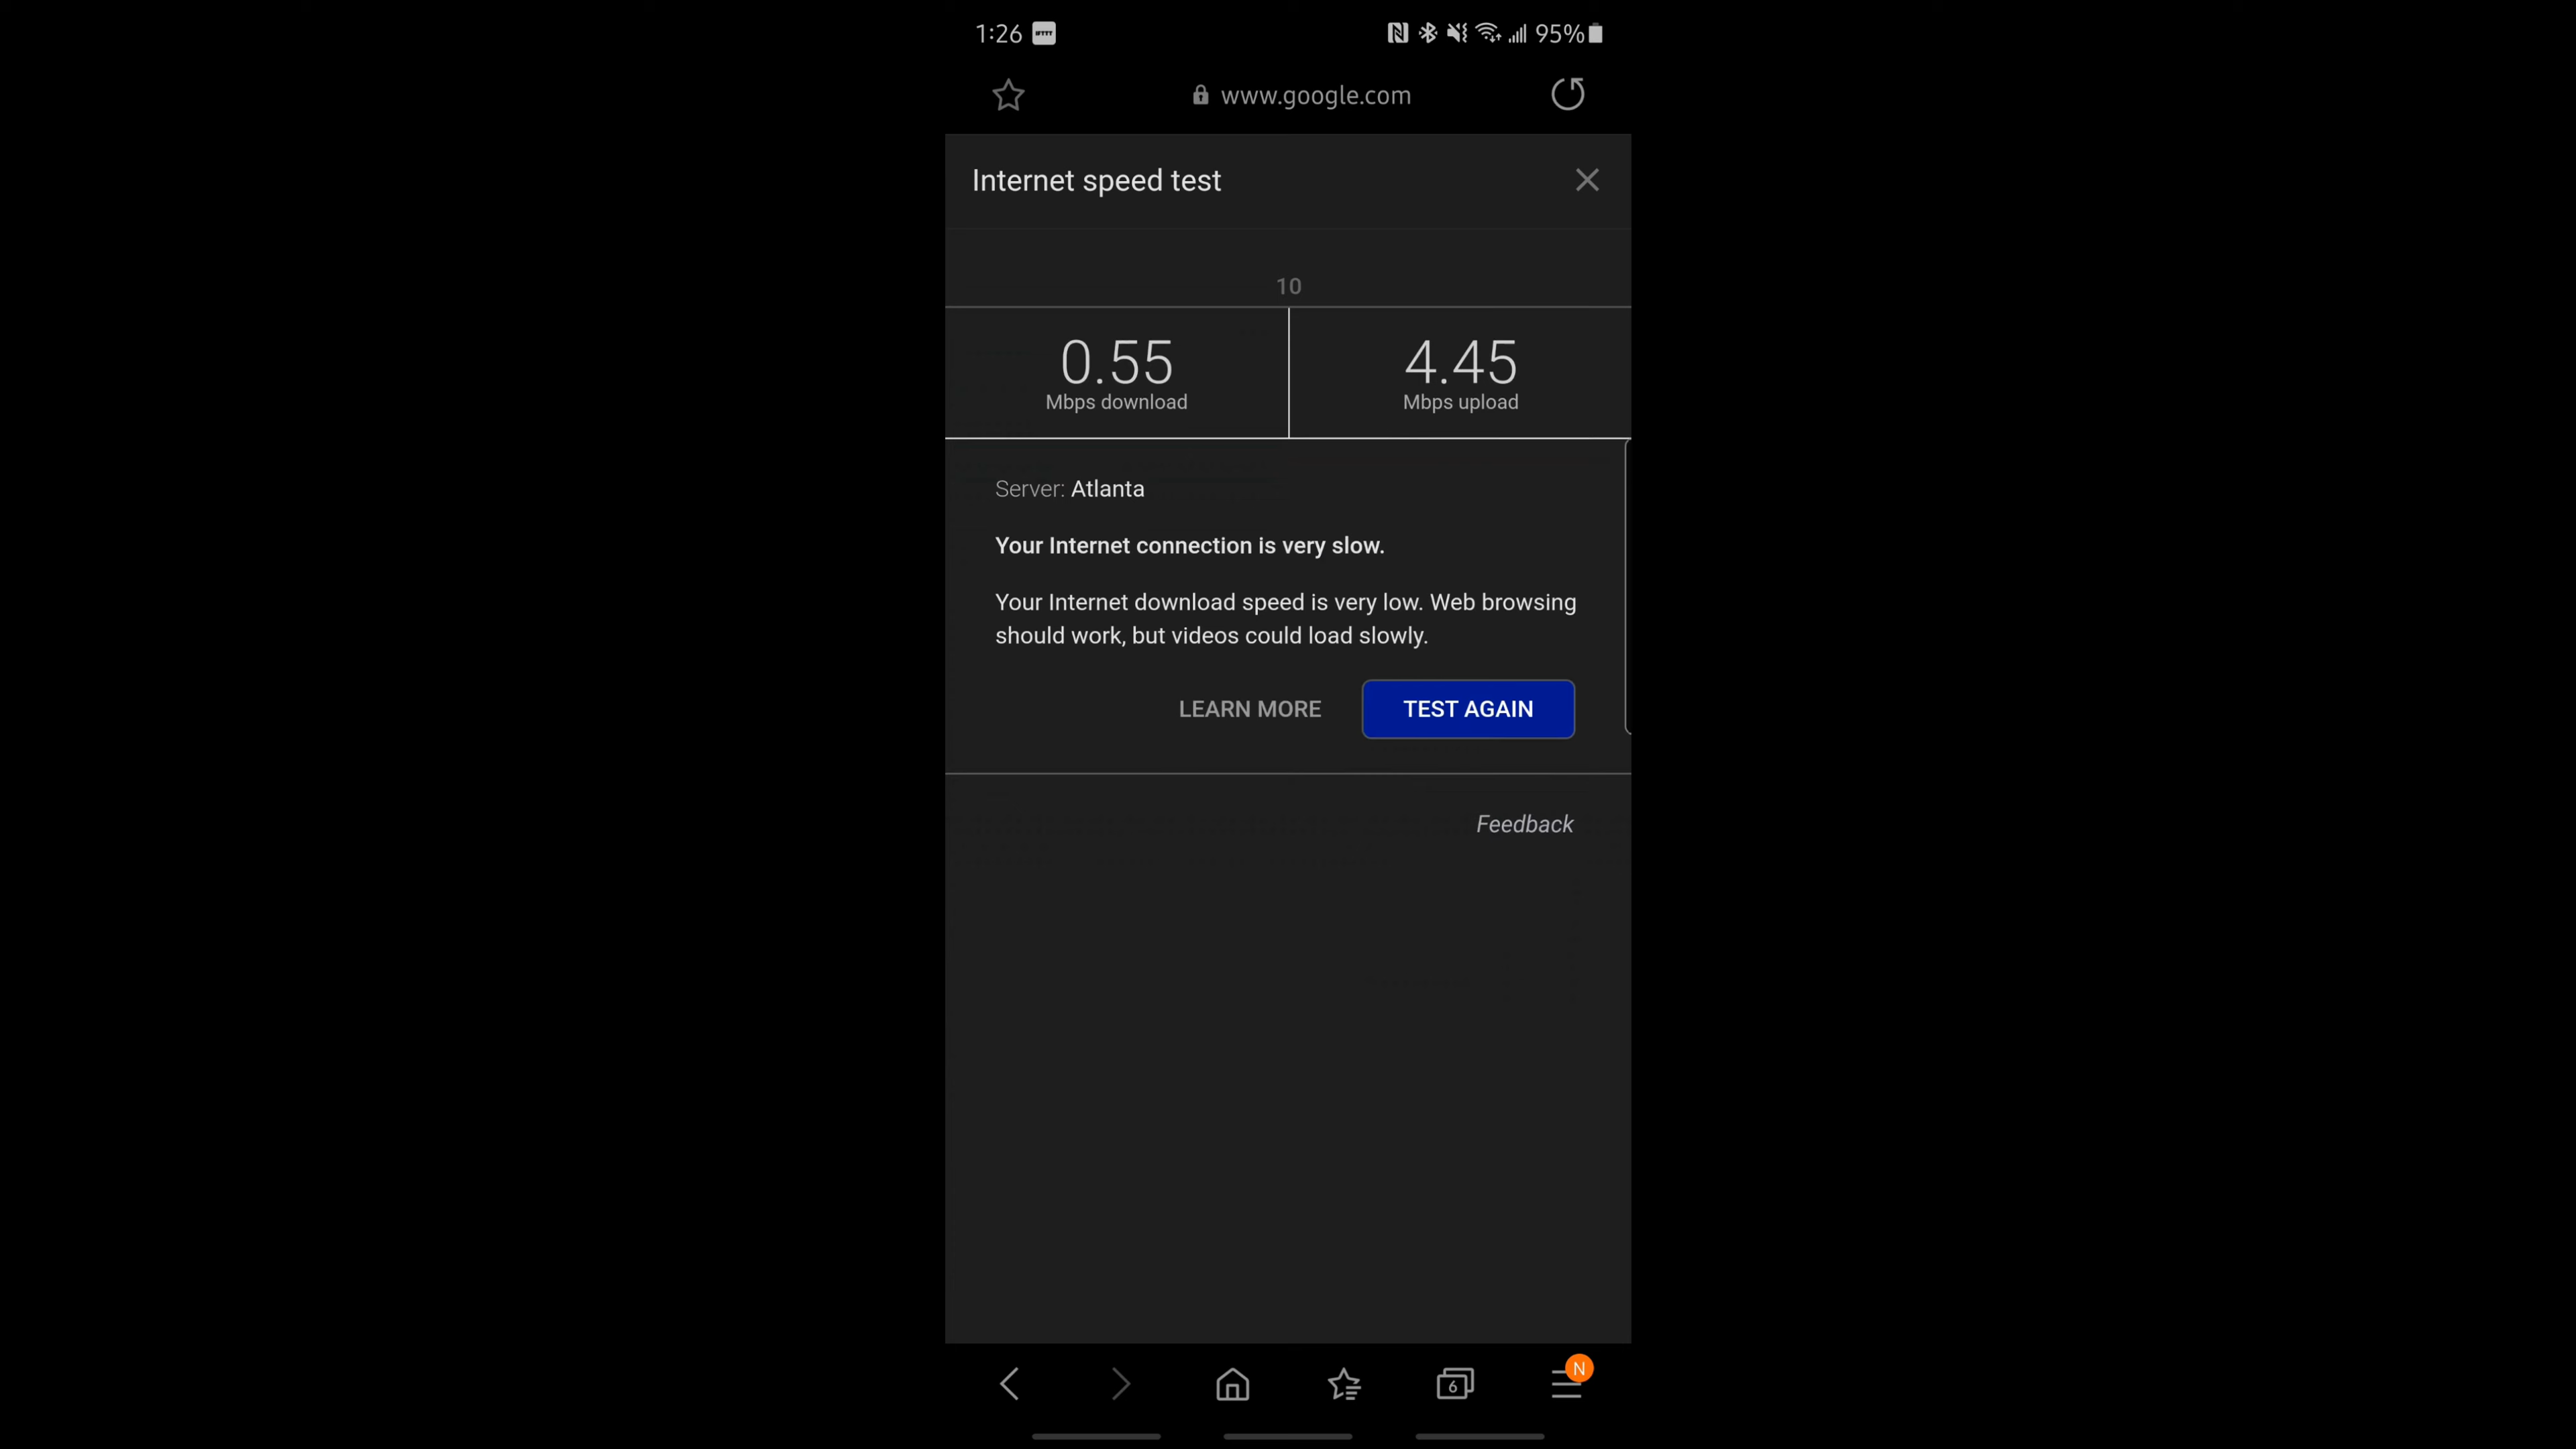 1:26 IFTTT 95%
www.google.com
Internet speed test
10
0.55 4.45
Mbps download Mbps upload
Server: Atlanta
Your Internet connection is very slow.
Your Internet download speed is very low. Web browsing
should work, but videos could load slowly.
LEARN MORE TEST AGAIN
Feedback
6 N